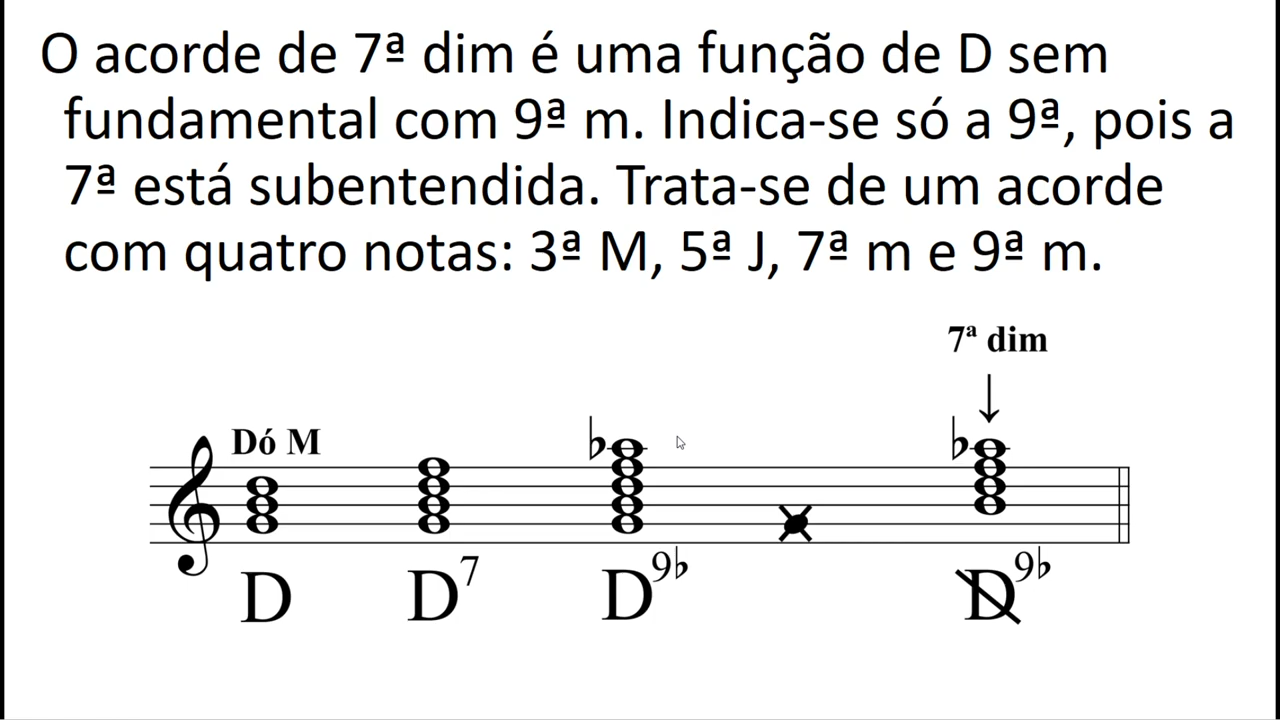 O acorde de 7ª dim é uma função de D sem
fundamental com 9ª m. Indica-se só a 9ª, pois a
7ª está subentendida. Trata-se de um acorde
com quatro notas: 3ª M, 5ª J, 7ª m e 9ª m.
7ª dim
Dó M
D D7 D9♭ D9♭